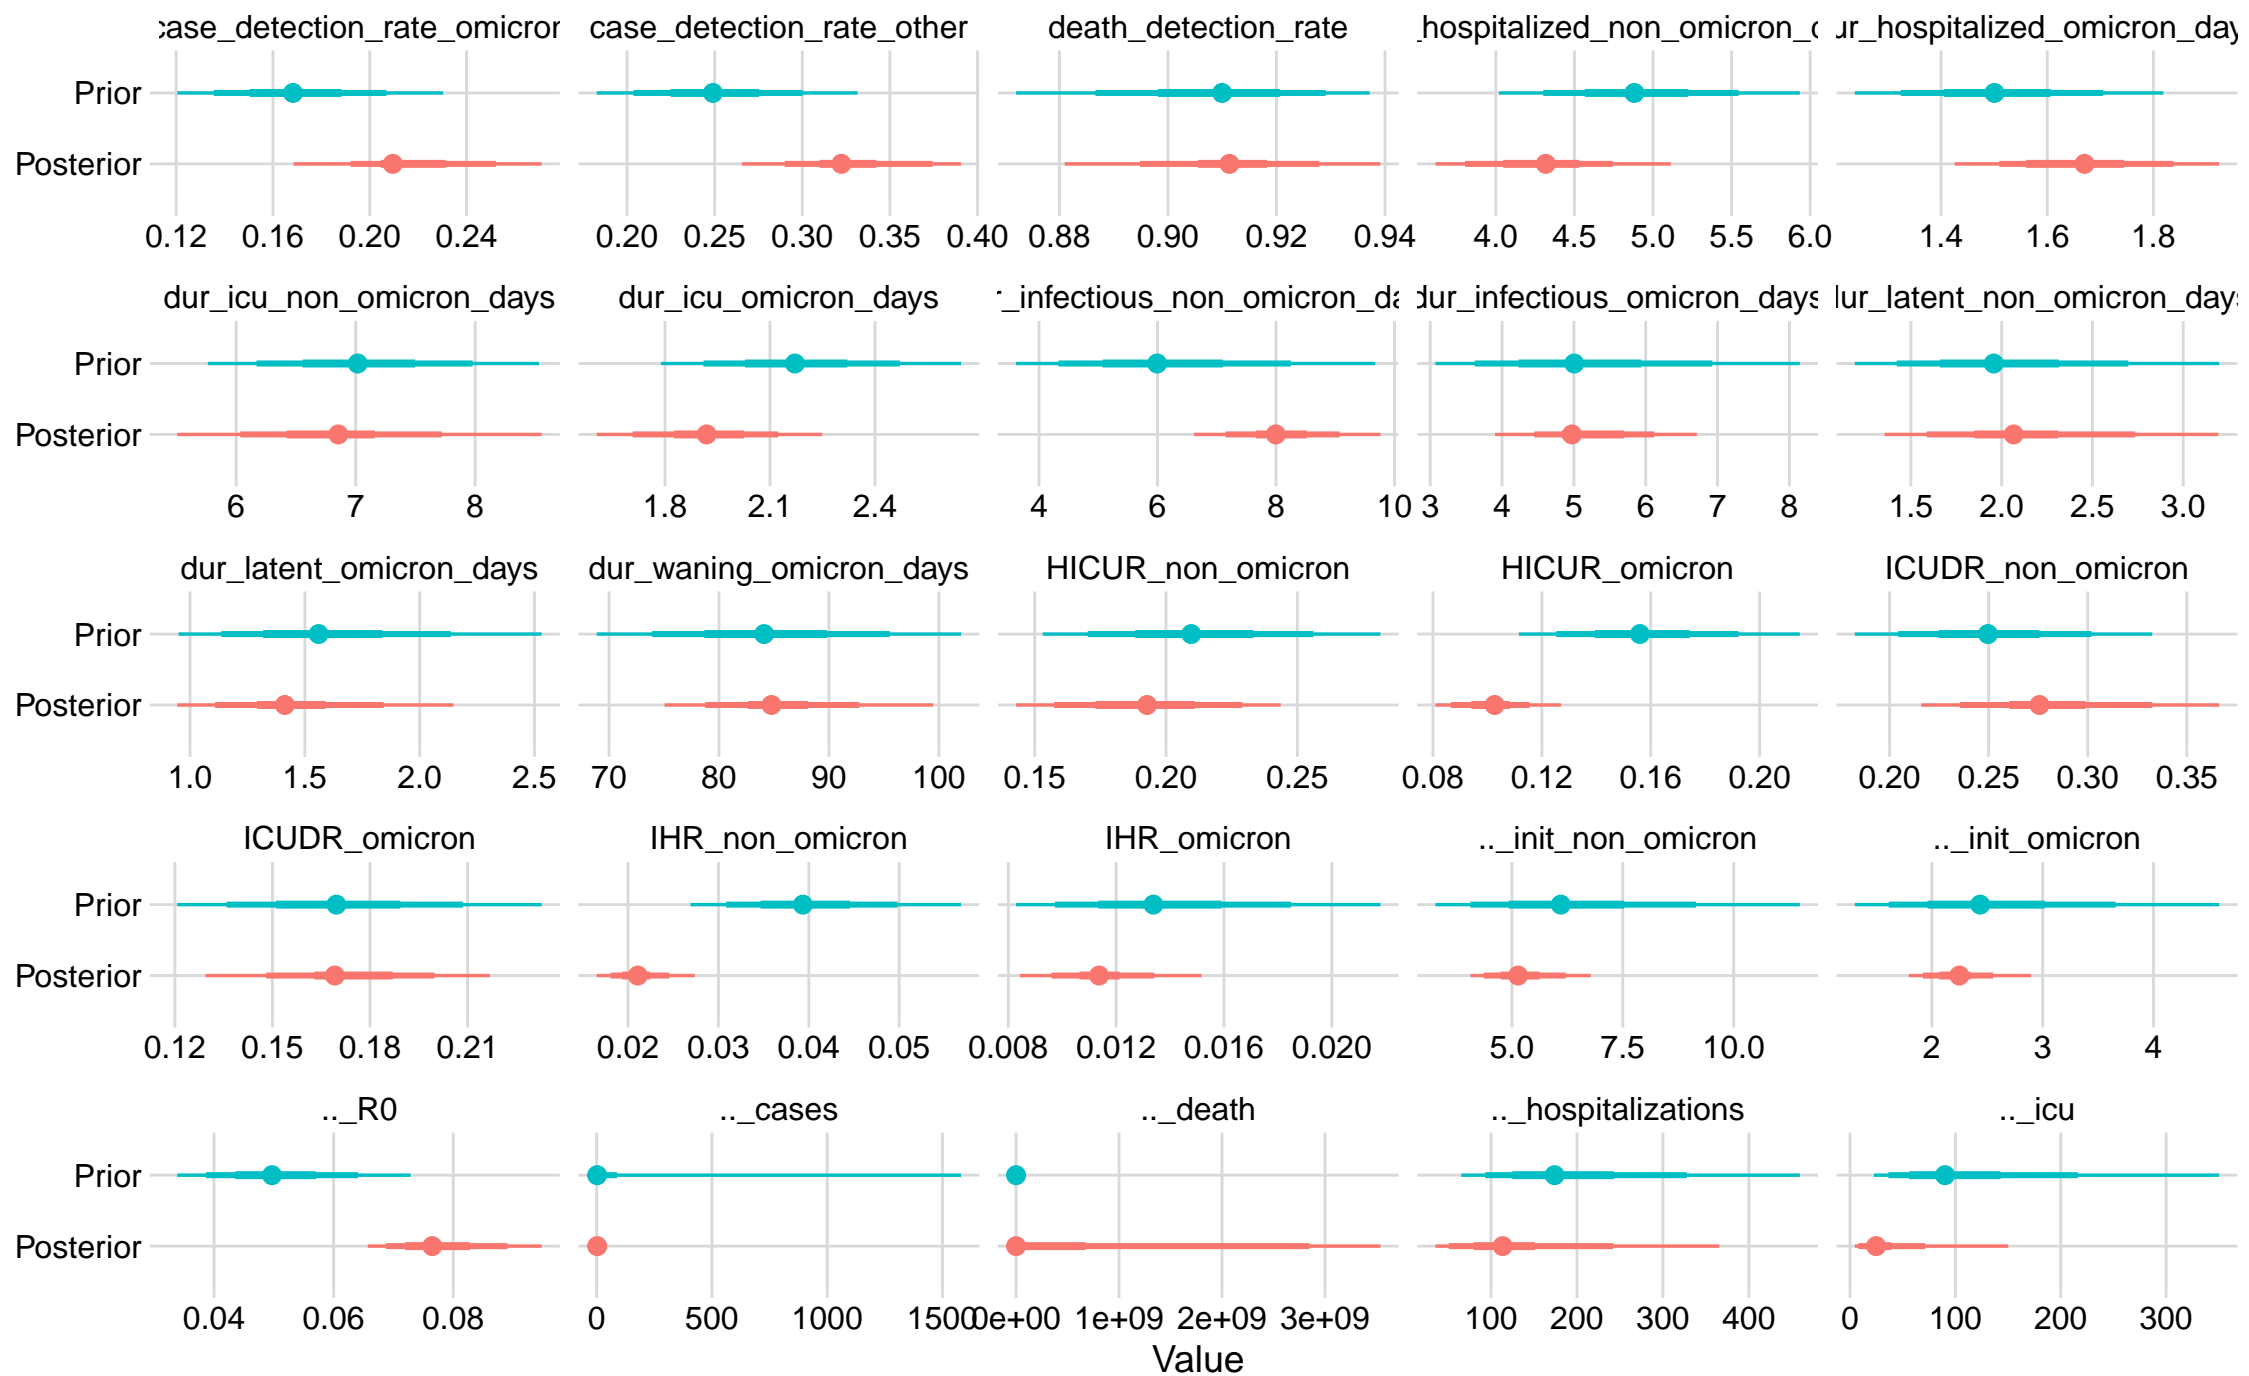 case_detection_rate_omicron case_detection_rate_other death_detection_rate _hospitalized_non_omicron_d ur_hospitalized_omicron_day
Prior
Posterior
0.12 0.16 0.20 0.24 0.20 0.25 0.30 0.35 0.40 0.88 0.90 0.92 0.94 4.0 4.5 5.0 5.5 6.0 1.4 1.6 1.8
dur_icu_non_omicron_days dur_icu_omicron_days r_infectious_non_omicron_da dur_infectious_omicron_days dur_latent_non_omicron_days
Prior
Posterior
6 7 8 1.8 2.1 2.4 4 6 8 10 3 4 5 6 7 8 1.5 2.0 2.5 3.0
dur_latent_omicron_days dur_waning_omicron_days HICUR_non_omicron HICUR_omicron ICUDR_non_omicron
Prior
Posterior
1.0 1.5 2.0 2.5 70 80 90 100 0.15 0.20 0.25 0.08 0.12 0.16 0.20 0.20 0.25 0.30 0.35
ICUDR_omicron IHR_non_omicron IHR_omicron .._init_non_omicron .._init_omicron
Prior
Posterior
0.12 0.15 0.18 0.21 0.02 0.03 0.04 0.05 0.008 0.012 0.016 0.020 5.0 7.5 10.0 2 3 4
.._R0 .._cases .._death .._hospitalizations .._icu
Prior
Posterior
0.04 0.06 0.08 0 500 1000 1500 0e+00 1e+09 2e+09 3e+09 100 200 300 400 0 100 200 300
Value